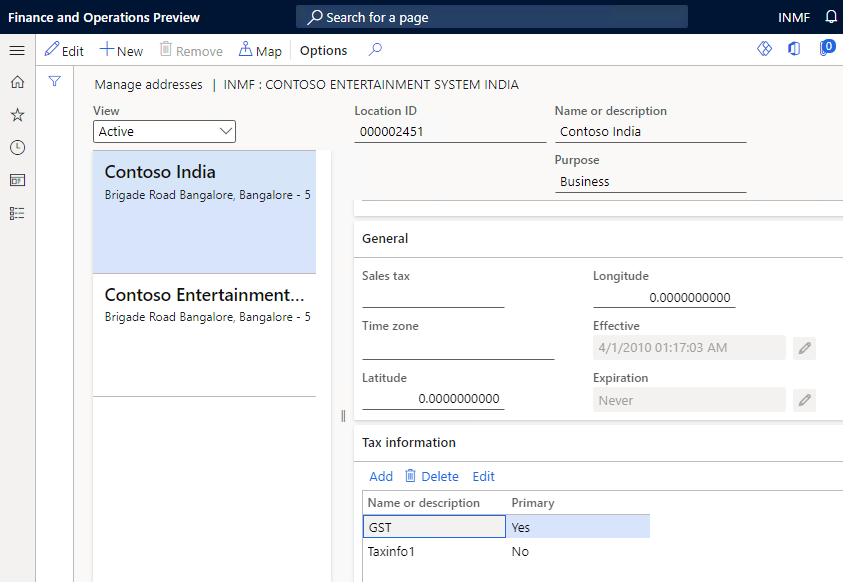 Finance and Operations Preview
Search for a page
INMF
Edit
New
Remove
Map
Options
0
Manage addresses | INMF : CONTOSO ENTERTAINMENT SYSTEM INDIA
View
Active
Location ID
000002451
Name or description
Contoso India
Purpose
Business
Contoso India
Brigade Road Bangalore, Bangalore - 5
Contoso Entertainment...
Brigade Road Bangalore, Bangalore - 5
General
Sales tax
Longitude
0.0000000000
Time zone
Effective
4/1/2010 01:17:03 AM
Latitude
0.0000000000
Expiration
Never
Tax information
Add
Delete
Edit
Name or description
Primary
GST
Yes
Taxinfo1
No